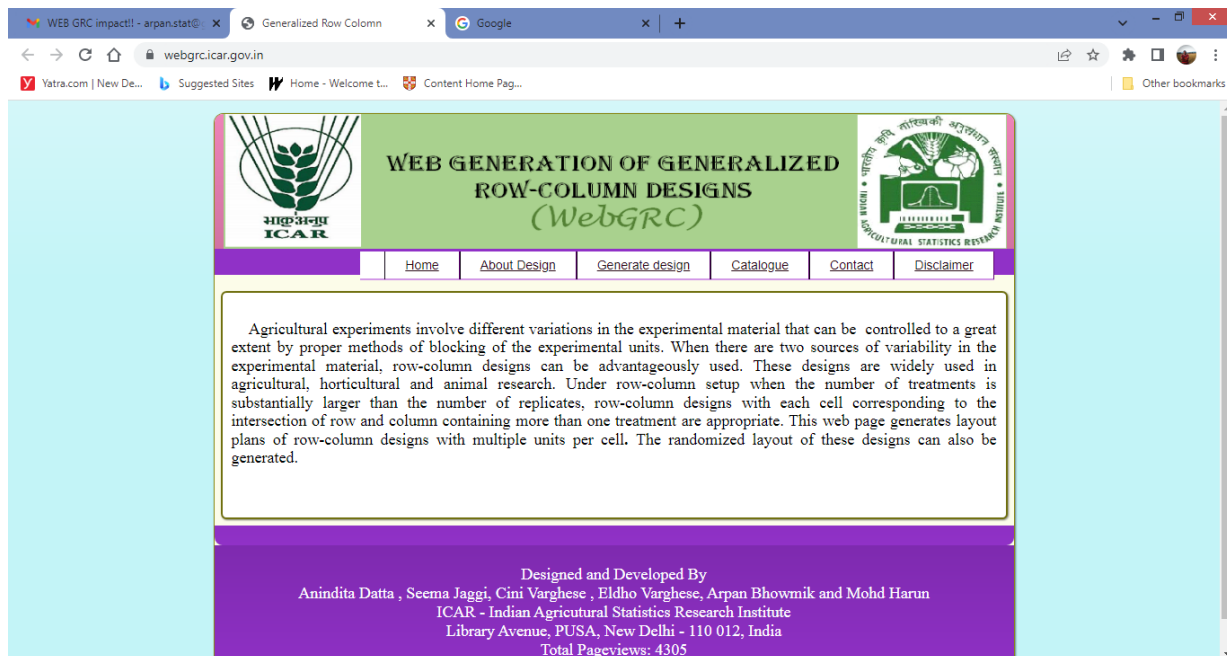 WEB GRC impact!! - arpan.stat@
Generalized Row Colomn
Google
webgrc.icar.gov.in
Yatra.com | New De...
Suggested Sites
Home - Welcome t...
Content Home Pag...
Other bookmarks
भाकृअनुप
ICAR
WEB GENERATION OF GENERALIZED
ROW-COLUMN DESIGNS
(WebGRC)
भारतीय कृषि सांख्यिकी अनुसंधान संस्थान
INDIAN AGRICULTURAL STATISTICS RESEARCH INSTITUTE
Home
About Design
Generate design
Catalogue
Contact
Disclaimer
Agricultural experiments involve different variations in the experimental material that can be controlled to a great
extent by proper methods of blocking of the experimental units. When there are two sources of variability in the
experimental material, row-column designs can be advantageously used. These designs are widely used in
agricultural, horticultural and animal research. Under row-column setup when the number of treatments is
substantially larger than the number of replicates, row-column designs with each cell corresponding to the
intersection of row and column containing more than one treatment are appropriate. This web page generates layout
plans of row-column designs with multiple units per cell. The randomized layout of these designs can also be
generated.
Designed and Developed By
Anindita Datta , Seema Jaggi, Cini Varghese , Eldho Varghese, Arpan Bhowmik and Mohd Harun
ICAR - Indian Agricutural Statistics Research Institute
Library Avenue, PUSA, New Delhi - 110 012, India
Total Pageviews: 4305